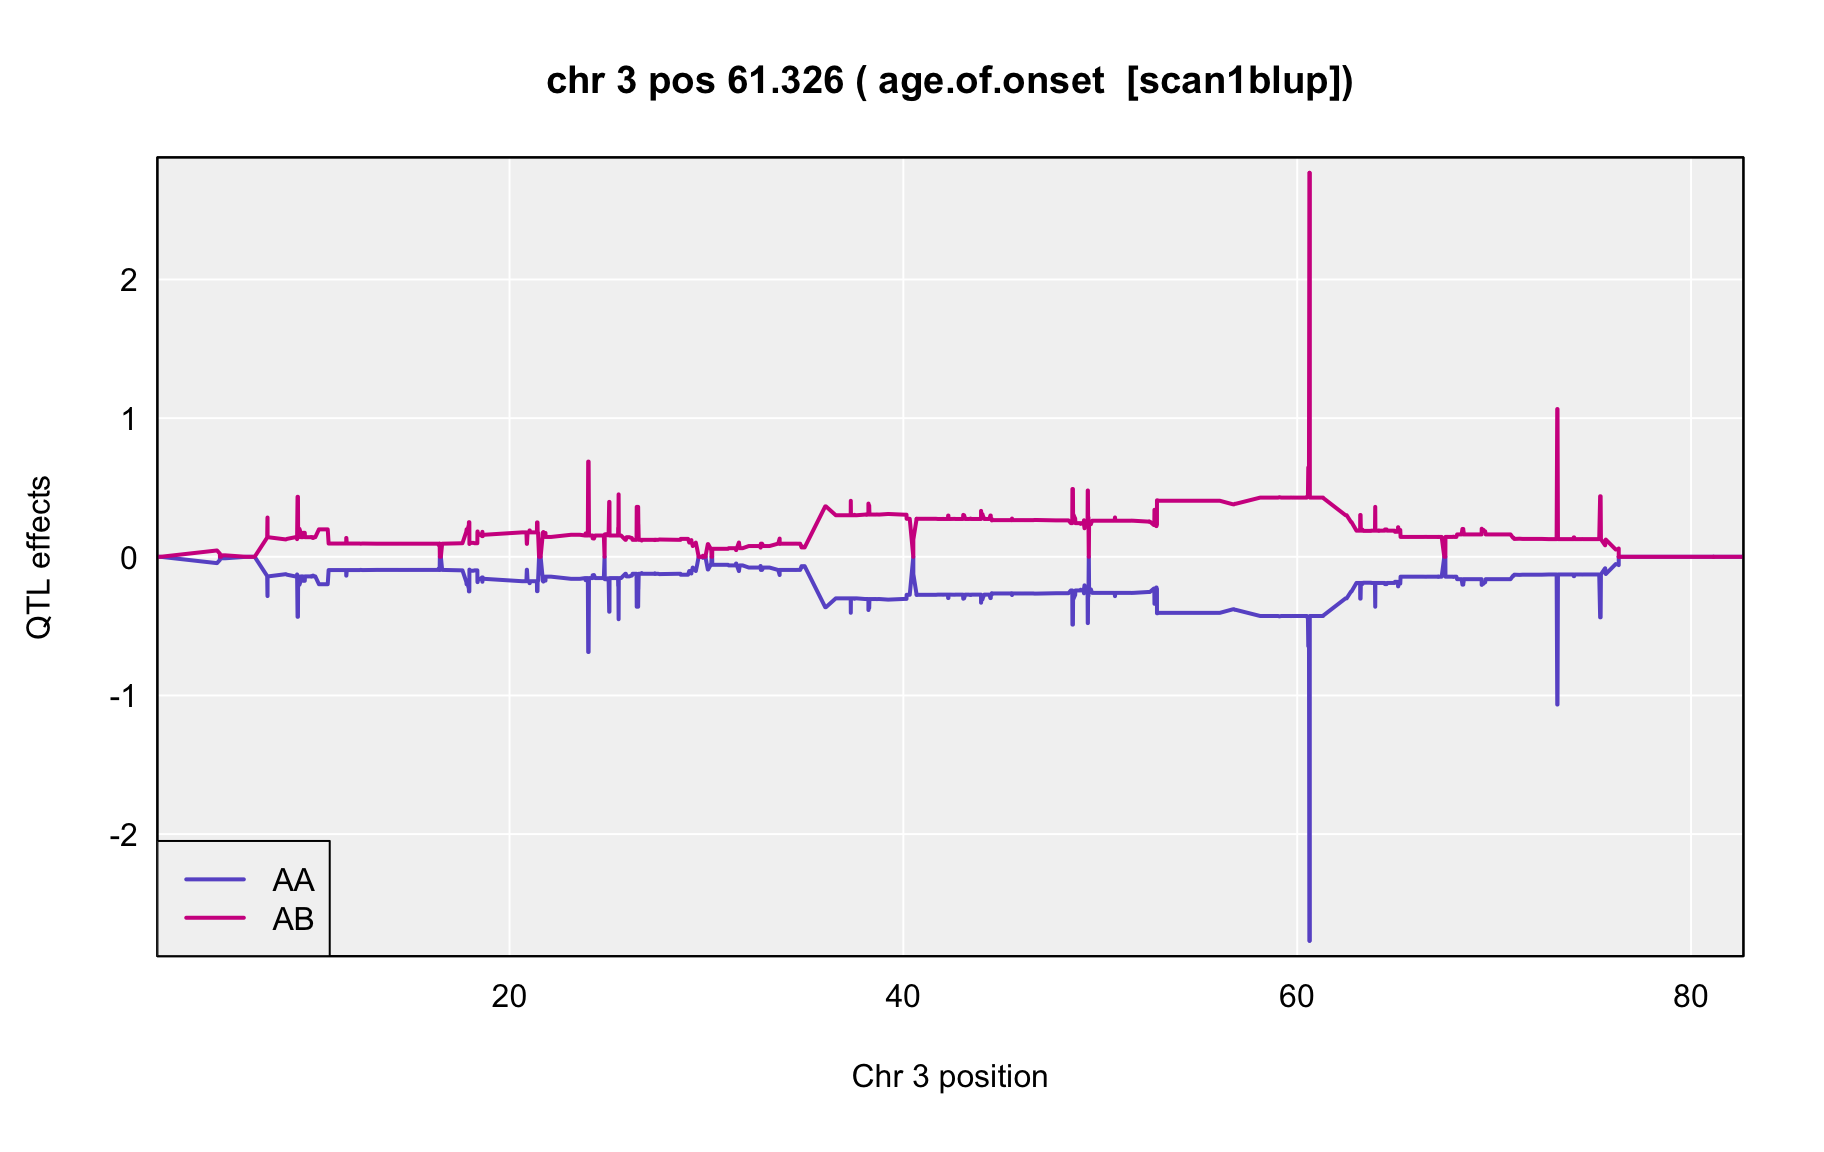 chr 3 pos 61.326 ( age.of.onset  [scan1blup])
QTL effects
2
1
0
-1
-2
AA
AB
20 40 60 80
Chr 3 position